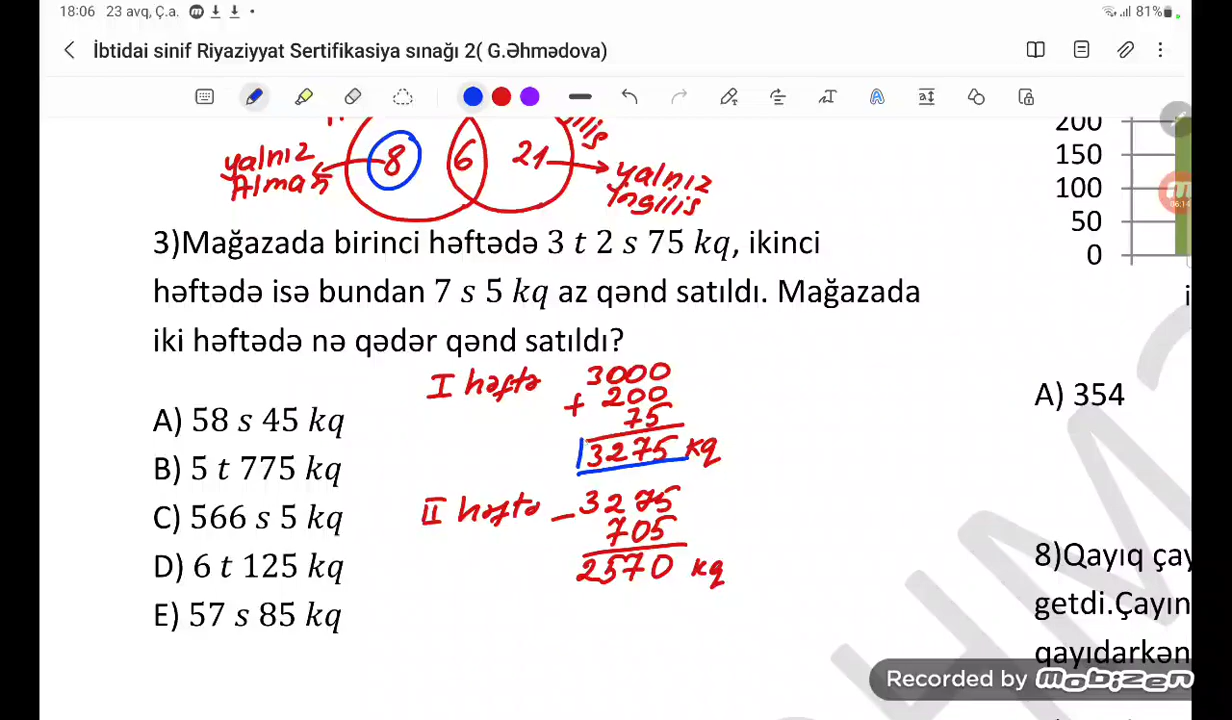 18:06 23 avq, Ç.a.
81%
İbtidai sinif Riyaziyyat Sertifikasiya sınağı 2( G.Əhmədova)
yalnız
Alman
8 6 21
yalnız
İngilis
3)Mağazada birinci həftədə 3 t 2 s 75 kq, ikinci
həftədə isə bundan 7 s 5 kq az qənd satıldı. Mağazada
iki həftədə nə qədər qənd satıldı?
A) 58 s 45 kq
B) 5 t 775 kq
C) 566 s 5 kq
D) 6 t 125 kq
E) 57 s 85 kq
I həftə
3000
+ 200
75
3275 kq
II həftə
– 3275
705
2570 kq
200
150
100
50
0
06:14
A) 354
8)Qayıq çay
getdi.Çayın
qayıdarkən
Recorded by
mobizen